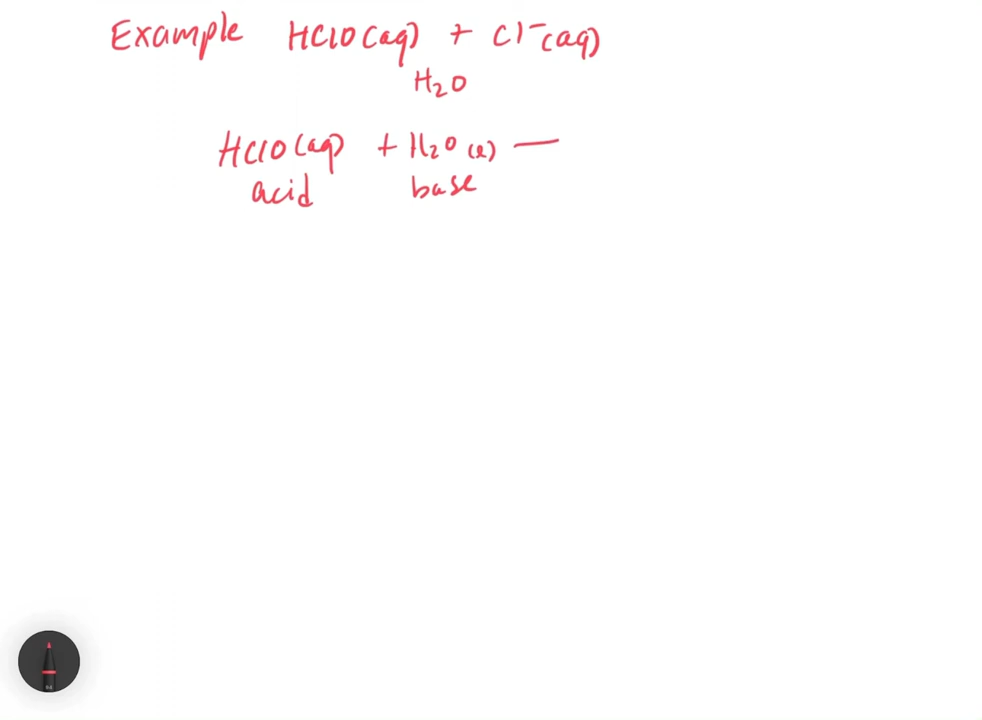 Example HClO(aq) + Cl⁻(aq)
H₂O
HClO(aq) + H₂O(l) —
acid base